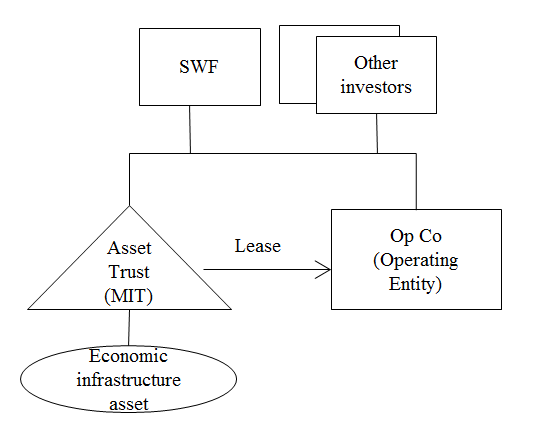 SWF
Other
investors
Asset
Trust
(MIT)
Lease
Op Co
(Operating
Entity)
Economic
infrastructure
asset